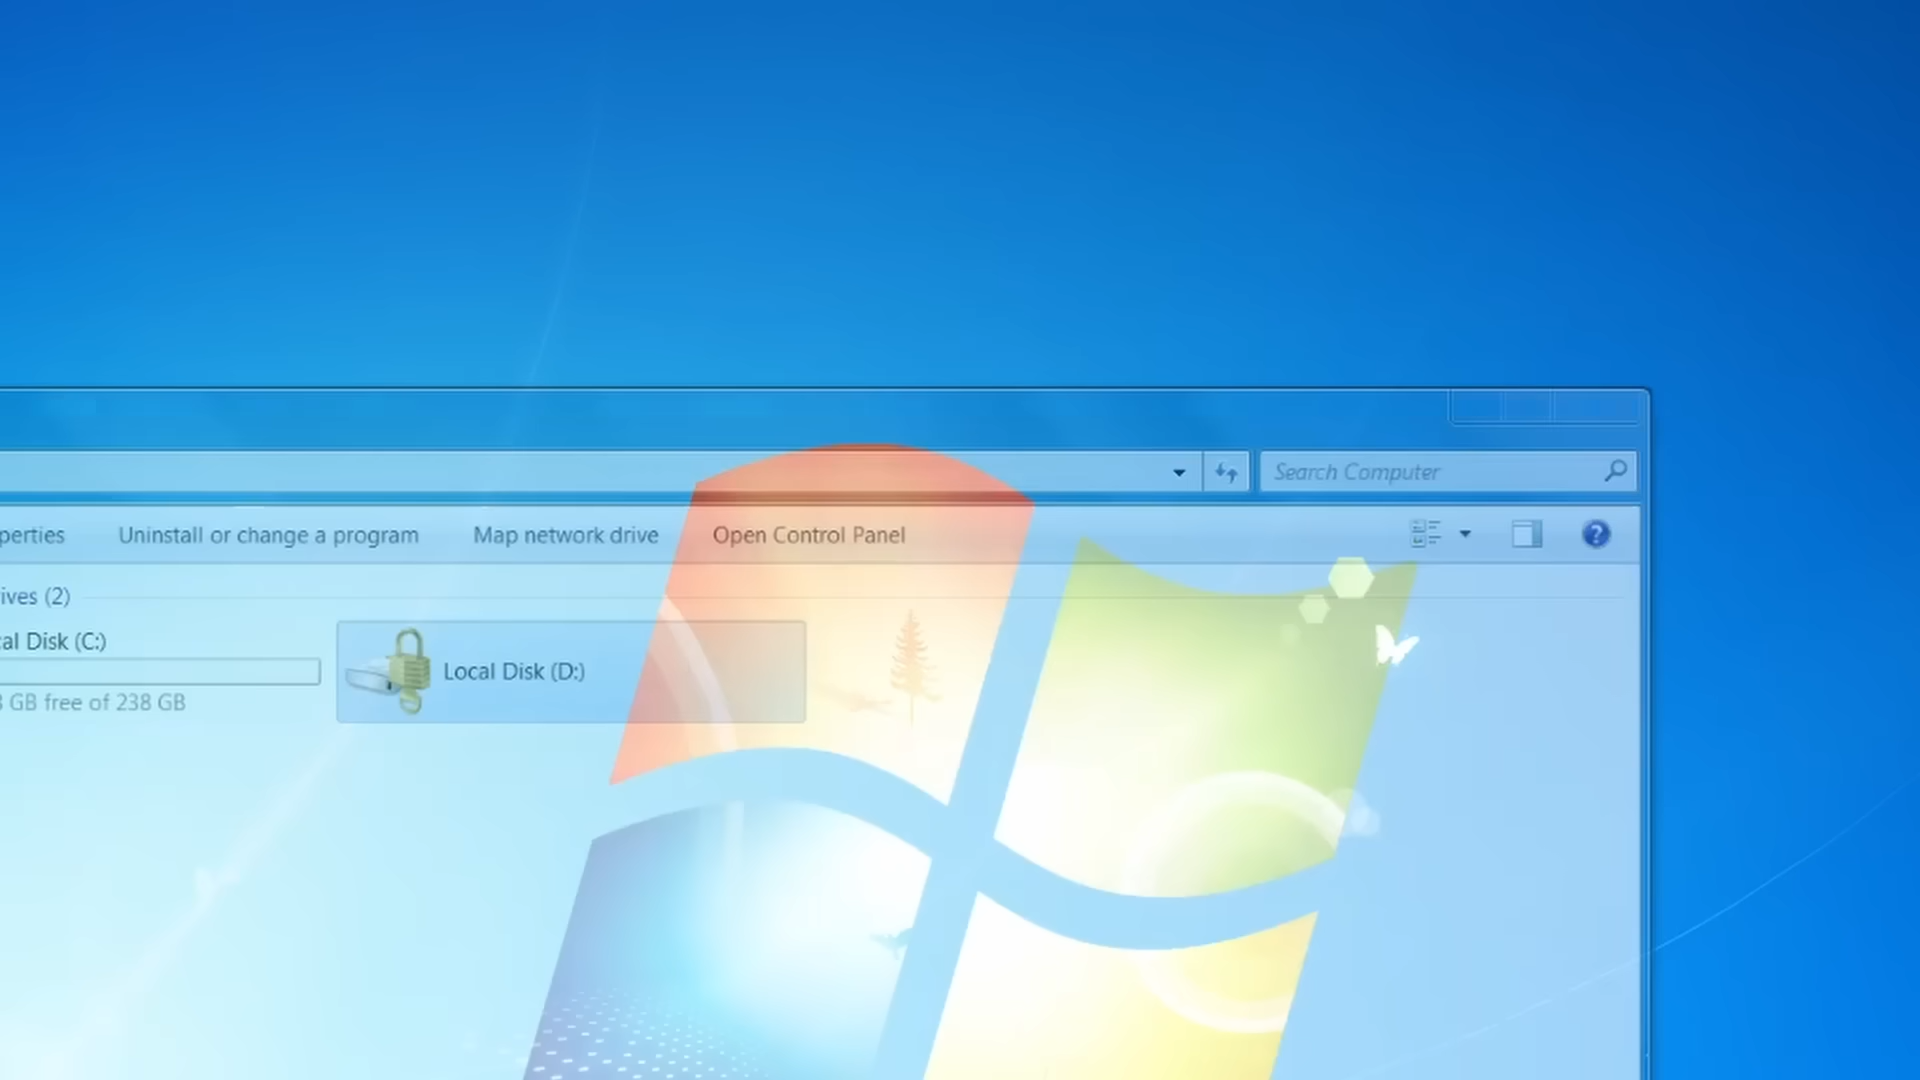 Search Computer
perties Uninstall or change a program Map network drive Open Control Panel
ives (2)
al Disk (C:)
Local Disk (D:)
GB free of 238 GB